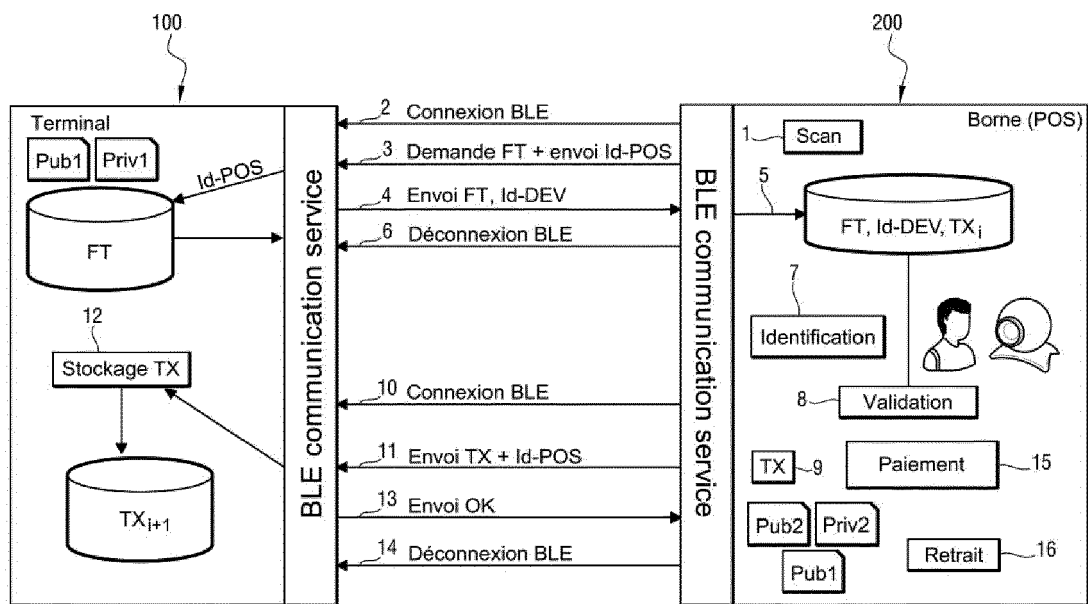 100
200
Terminal
Pub1
Priv1
Id-POS
FT
12
Stockage TX
TXi+1
BLE communication service
2 Connexion BLE
3 Demande FT + envoi Id-POS
4 Envoi FT, Id-DEV
6 Déconnexion BLE
10 Connexion BLE
11 Envoi TX + Id-POS
13 Envoi OK
14 Déconnexion BLE
BLE communication service
Borne (POS)
1 Scan
5
FT, Id-DEV, TXi
7
Identification
8 Validation
TX 9
Paiement 15
Pub2
Priv2
Pub1
Retrait 16